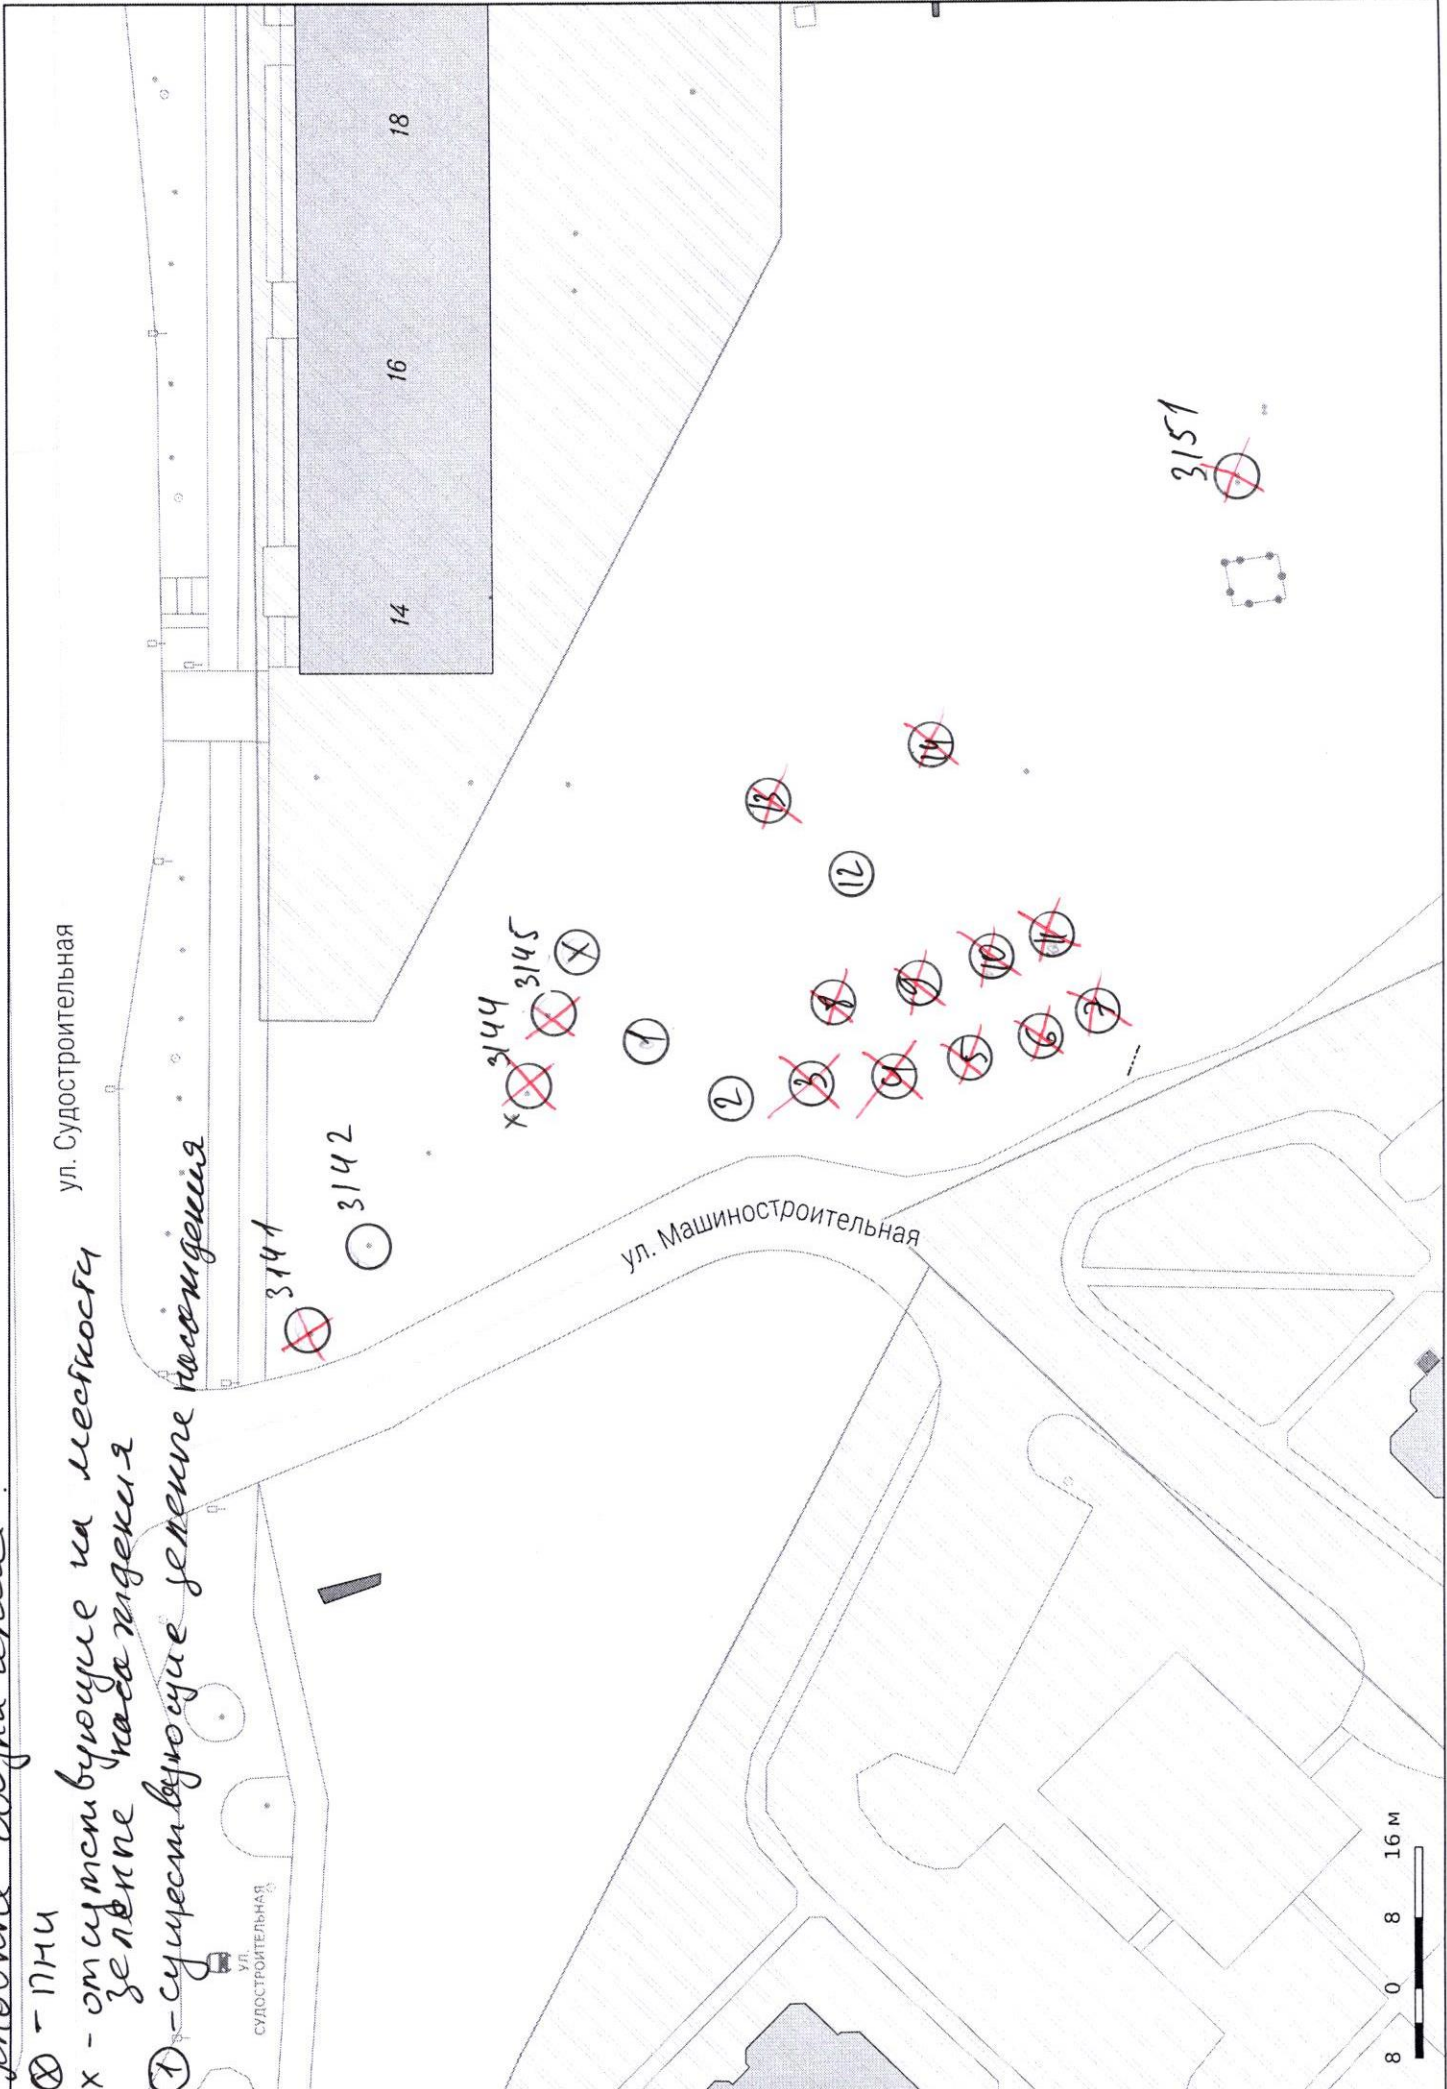 Условные обозначения:
Ⓧ - ПНИ
х - отсутствующие на местности
зеленые насаждения
① - существующие зеленые насаждения
ул. Судостроительная
УЛ.
СУДОСТРОИТЕЛЬНАЯ
ул. Машиностроительная
14
16
18
3141
3142
х
3144
3145
Х
1
2
3
4
5
6
7
8
9
10
11
12
13
14
3151
8 0 8 16 м